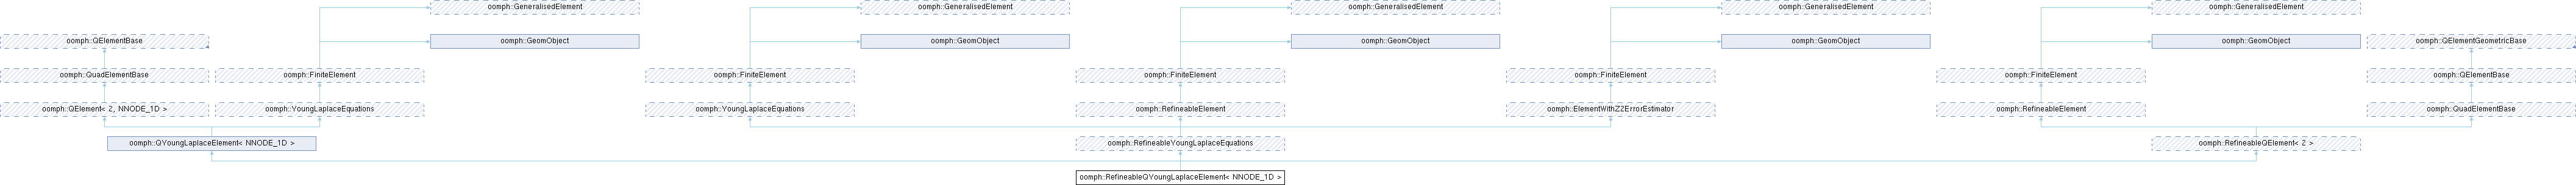 oomph::GeneralisedElement
oomph::GeneralisedElement
oomph::GeneralisedElement
oomph::GeneralisedElement
oomph::GeneralisedElement
oomph::QElementBase
oomph::GeomObject
oomph::GeomObject
oomph::GeomObject
oomph::GeomObject
oomph::GeomObject
oomph::QElementGeometricBase
oomph::QuadElementBase
oomph::FiniteElement
oomph::FiniteElement
oomph::FiniteElement
oomph::FiniteElement
oomph::FiniteElement
oomph::QElementBase
oomph::QElement< 2, NNODE_1D >
oomph::YoungLaplaceEquations
oomph::YoungLaplaceEquations
oomph::RefineableElement
oomph::ElementWithZ2ErrorEstimator
oomph::RefineableElement
oomph::QuadElementBase
oomph::QYoungLaplaceElement< NNODE_1D >
oomph::RefineableYoungLaplaceEquations
oomph::RefineableQElement< 2 >
oomph::RefineableQYoungLaplaceElement< NNODE_1D >